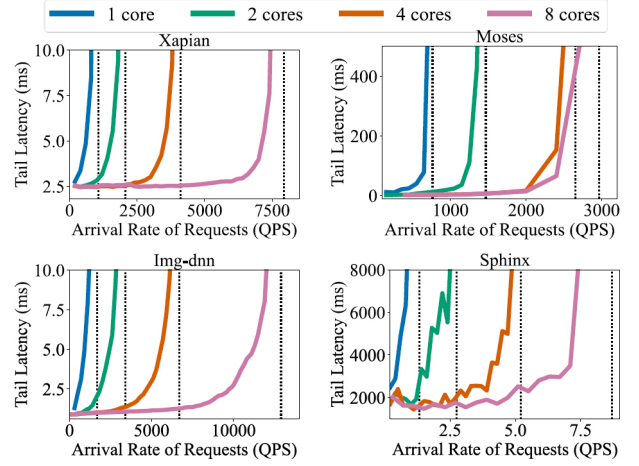 1 core 2 cores 4 cores 8 cores
Xapian
Tail Latency (ms)
10.0
7.5
5.0
2.5
0 2500 5000 7500
Arrival Rate of Requests (QPS)
Moses
Tail Latency (ms)
400
200
0
1000 2000 3000
Arrival Rate of Requests (QPS)
Img-dnn
Tail Latency (ms)
10.0
7.5
5.0
2.5
0 5000 10000
Arrival Rate of Requests (QPS)
Sphinx
Tail Latency (ms)
8000
6000
4000
2000
2.5 5.0 7.5
Arrival Rate of Requests (QPS)